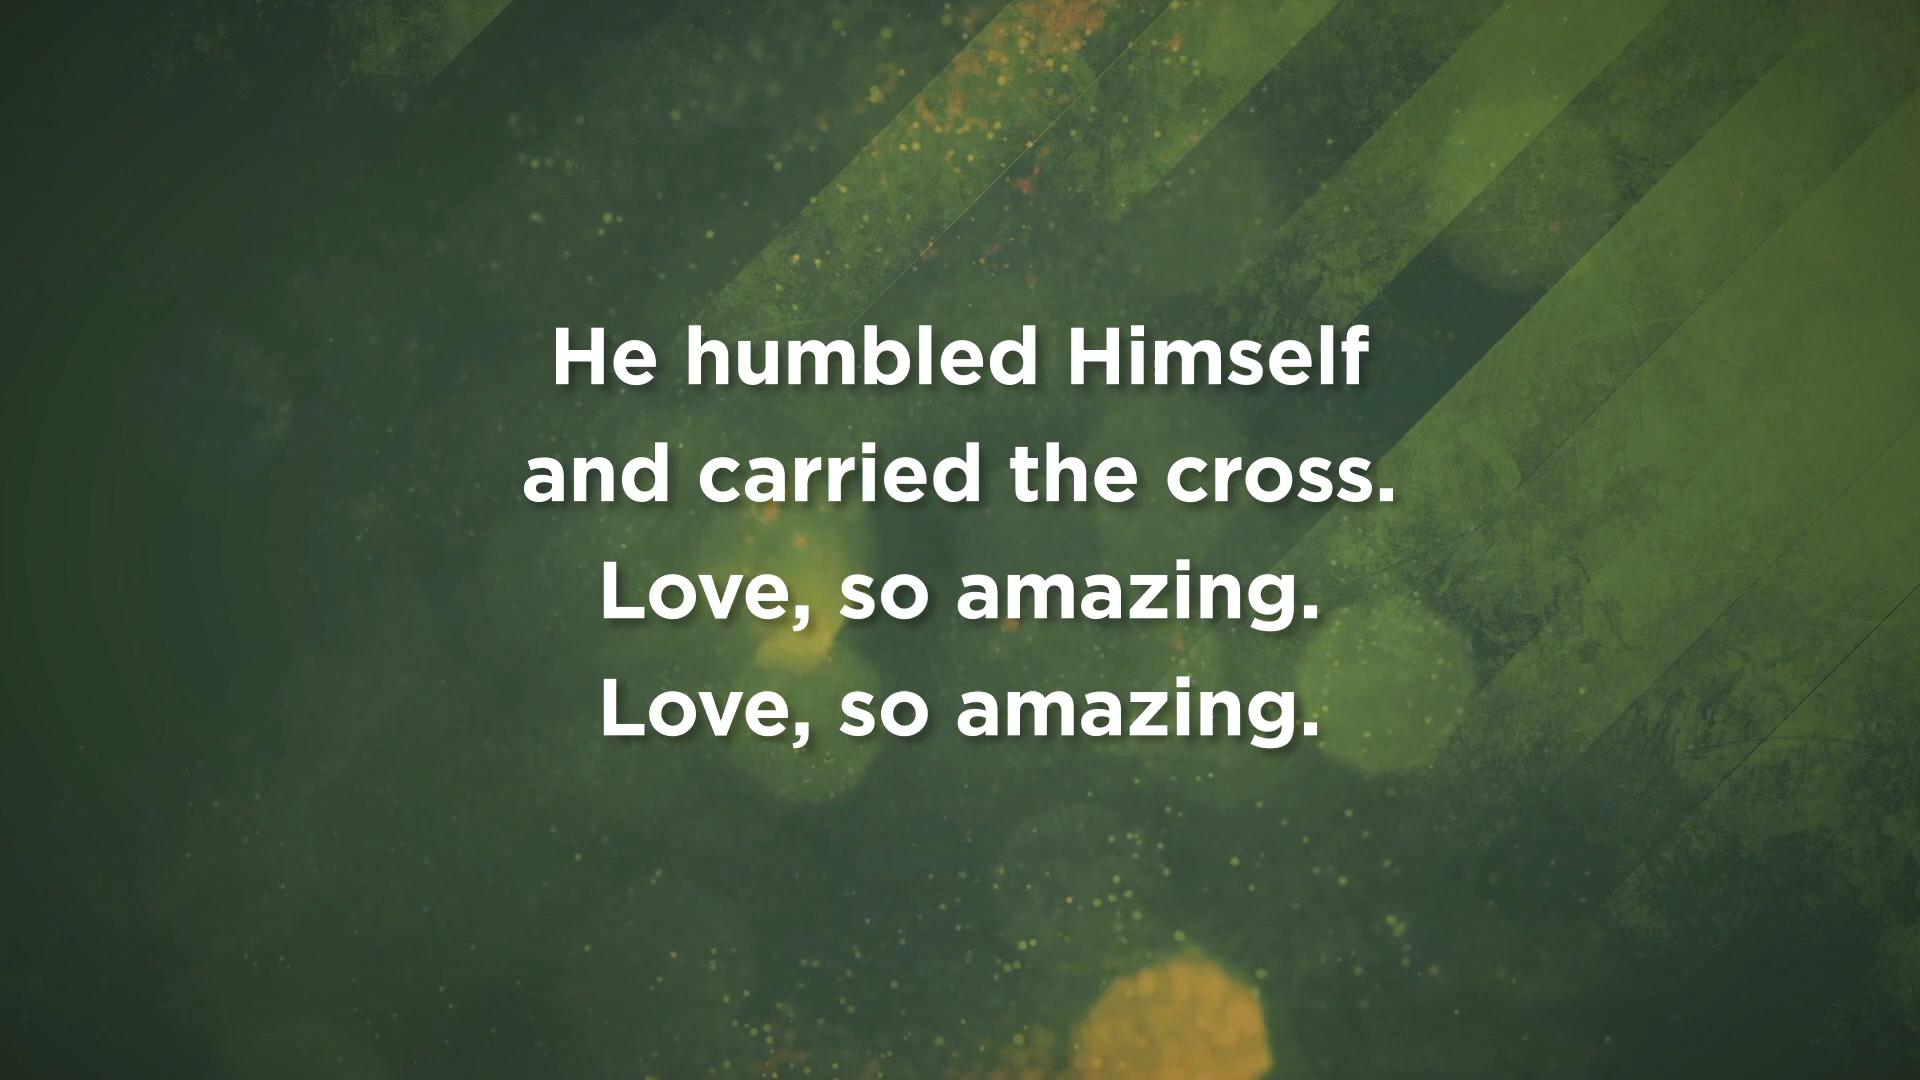 He humbled Himself
and carried the cross.
Love, so amazing.
Love, so amazing.